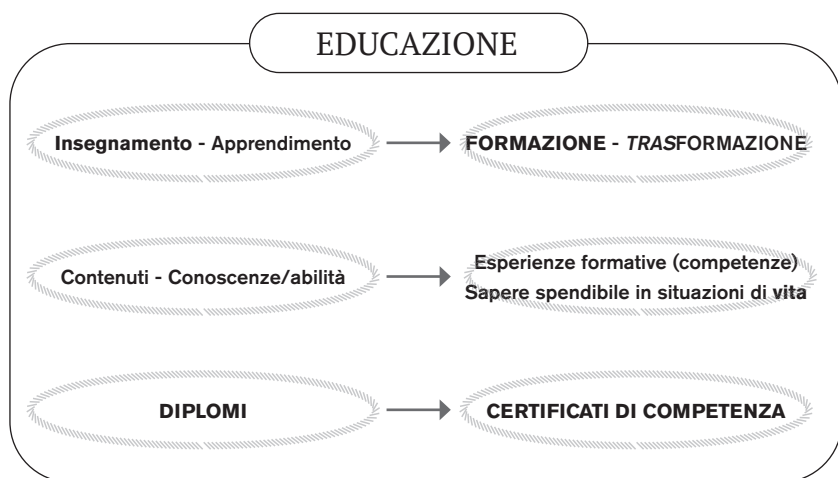 EDUCAZIONE
Insegnamento - Apprendimento
FORMAZIONE - TRASFORMAZIONE
Contenuti - Conoscenze/abilità
Esperienze formative (competenze)
Sapere spendibile in situazioni di vita
DIPLOMI
CERTIFICATI DI COMPETENZA